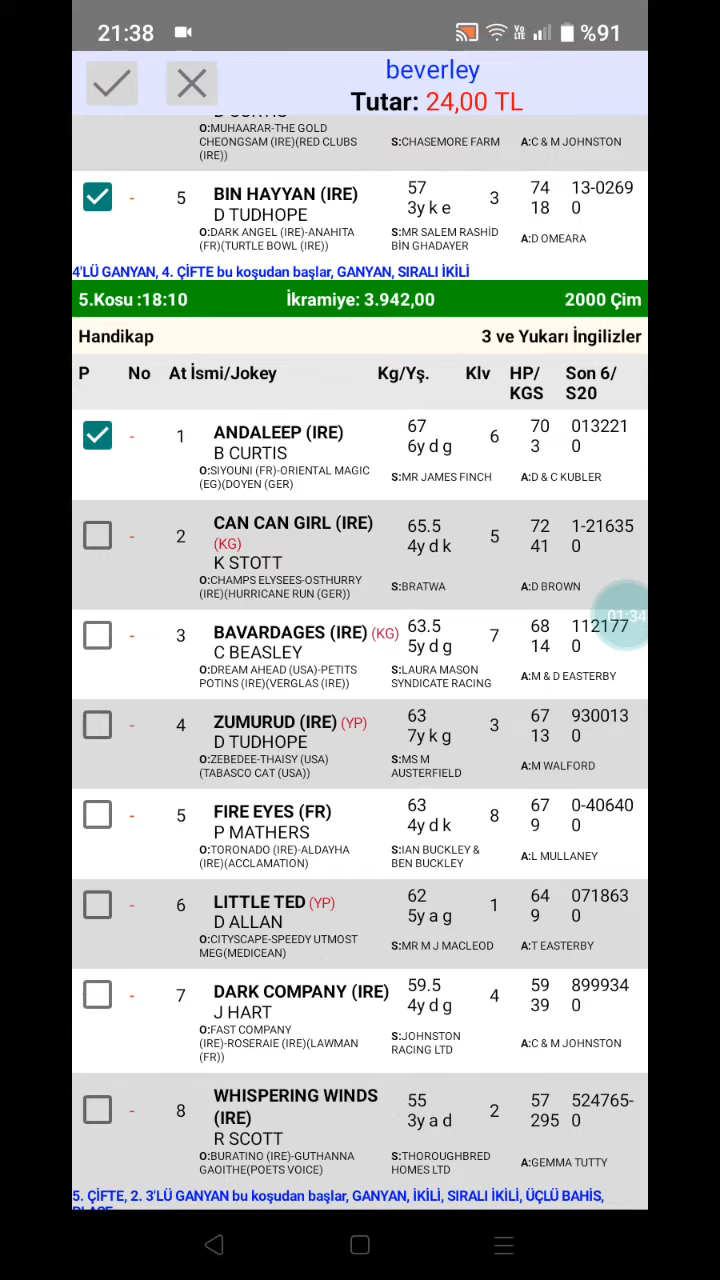 21:38 Vo LTE %91
beverley
Tutar: 24,00 TL
D CURTIS
O:MUHAARAR-THE GOLD
CHEONGSAM (IRE)(RED CLUBS
(IRE))
S:CHASEMORE FARM
A:C & M JOHNSTON
- 5 BIN HAYYAN (IRE) 57 3 74 13-0269
D TUDHOPE 3y k e 18 0
O:DARK ANGEL (IRE)-ANAHITA
(FR)(TURTLE BOWL (IRE))
S:MR SALEM RASHİD
BİN GHADAYER
A:D OMEARA
4'LÜ GANYAN, 4. ÇİFTE bu koşudan başlar, GANYAN, SIRALI İKİLİ
5.Kosu :18:10 İkramiye: 3.942,00 2000 Çim
Handikap 3 ve Yukarı İngilizler
P No At İsmi/Jokey Kg/Yş. Klv HP/ Son 6/
KGS S20
- 1 ANDALEEP (IRE) 67 6 70 013221
B CURTIS 6y d g 3 0
O:SIYOUNI (FR)-ORIENTAL MAGIC
(EG)(DOYEN (GER)
S:MR JAMES FINCH
A:D & C KUBLER
- 2 CAN CAN GIRL (IRE) 65.5 5 72 1-21635
(KG) 4y d k 41 0
K STOTT
O:CHAMPS ELYSEES-OSTHURRY
(IRE)(HURRICANE RUN (GER))
S:BRATWA
A:D BROWN
01:34
- 3 BAVARDAGES (IRE) (KG) 63.5 7 68 112177
C BEASLEY 5y d g 14 0
O:DREAM AHEAD (USA)-PETITS
POTINS (IRE)(VERGLAS (IRE))
S:LAURA MASON
SYNDICATE RACING
A:M & D EASTERBY
- 4 ZUMURUD (IRE) (YP) 63 3 67 930013
D TUDHOPE 7y k g 13 0
O:ZEBEDEE-THAISY (USA)
(TABASCO CAT (USA))
S:MS M
AUSTERFIELD
A:M WALFORD
- 5 FIRE EYES (FR) 63 8 67 0-40640
P MATHERS 4y d k 9 0
O:TORONADO (IRE)-ALDAYHA
(IRE)(ACCLAMATION)
S:IAN BUCKLEY &
BEN BUCKLEY
A:L MULLANEY
- 6 LITTLE TED (YP) 62 1 64 071863
D ALLAN 5y a g 9 0
O:CITYSCAPE-SPEEDY UTMOST
MEG(MEDICEAN)
S:MR M J MACLEOD
A:T EASTERBY
- 7 DARK COMPANY (IRE) 59.5 4 59 899934
J HART 4y d g 39 0
O:FAST COMPANY
(IRE)-ROSERAIE (IRE)(LAWMAN
(FR))
S:JOHNSTON
RACING LTD
A:C & M JOHNSTON
- 8 WHISPERING WINDS 55 2 57 524765-
(IRE) 3y a d 295 0
R SCOTT
O:BURATINO (IRE)-GUTHANNA
GAOITHE(POETS VOICE)
S:THOROUGHBRED
HOMES LTD
A:GEMMA TUTTY
5. ÇİFTE, 2. 3'LÜ GANYAN bu koşudan başlar, GANYAN, İKİLİ, SIRALI İKİLİ, ÜÇLÜ BAHİS,